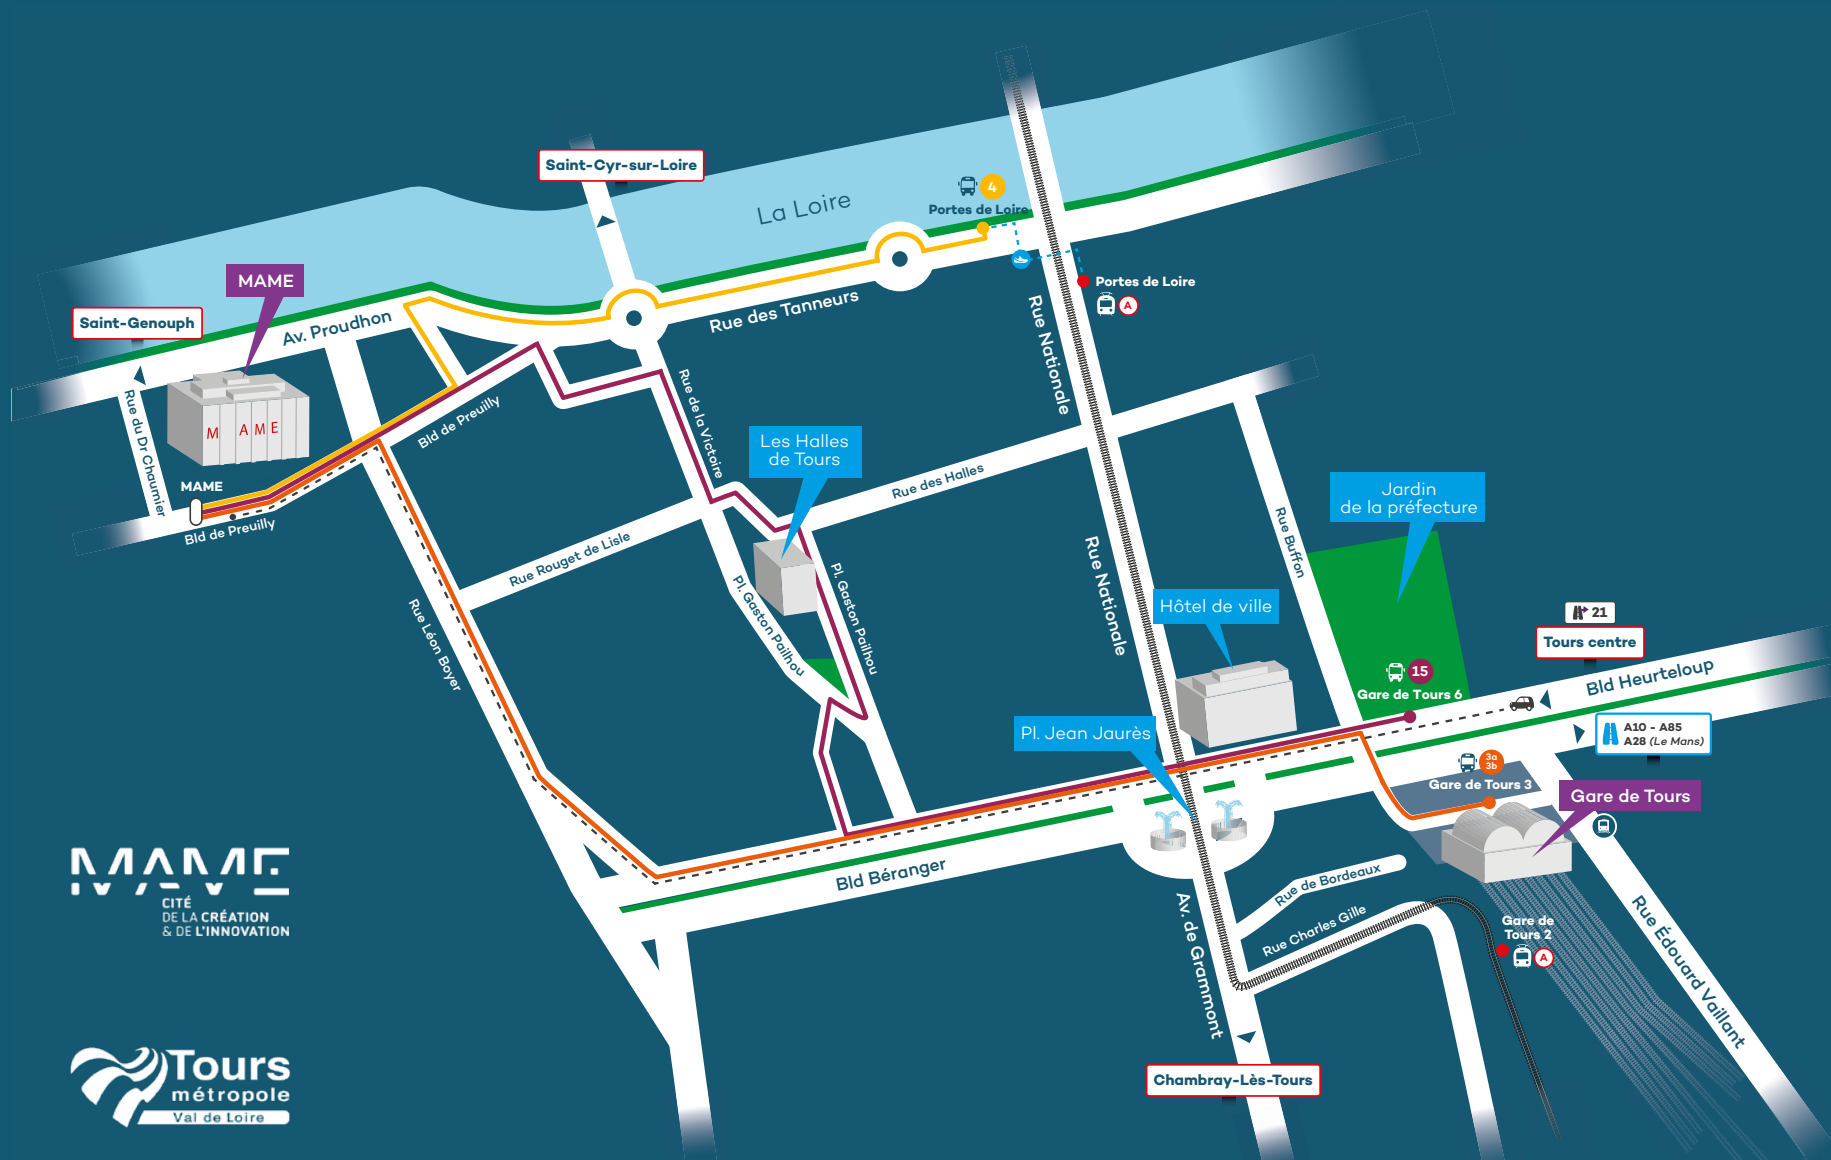 Saint-Cyr-sur-Loire
La Loire
4
Portes de Loire
MAME
Saint-Genouph
Av. Proudhon
Rue des Tanneurs
Portes de Loire
A
Rue Nationale
Rue du Dr Chaumier
M A M E
MAME
Bld de Preuilly
Bld de Preuilly
Rue de la Victoire
Les Halles
de Tours
Rue des Halles
Rue Rouget de Lisle
Pl. Gaston Pailhou
Pl. Gaston Pailhou
Rue Léon Boyer
Rue Nationale
Rue Buffon
Jardin
de la préfecture
Hôtel de ville
21
Tours centre
15
Gare de Tours 6
Bld Heurteloup
A10 - A85
A28 (Le Mans)
Pl. Jean Jaurès
3a
3b
Gare de Tours 3
Gare de Tours
Bld Béranger
Rue de Bordeaux
Rue Charles Gille
Av. de Grammont
Gare de
Tours 2
A
Rue Édouard Vaillant
Chambray-Lès-Tours
MAME
CITÉ
DE LA CRÉATION
& DE L'INNOVATION
Tours
métropole
Val de Loire